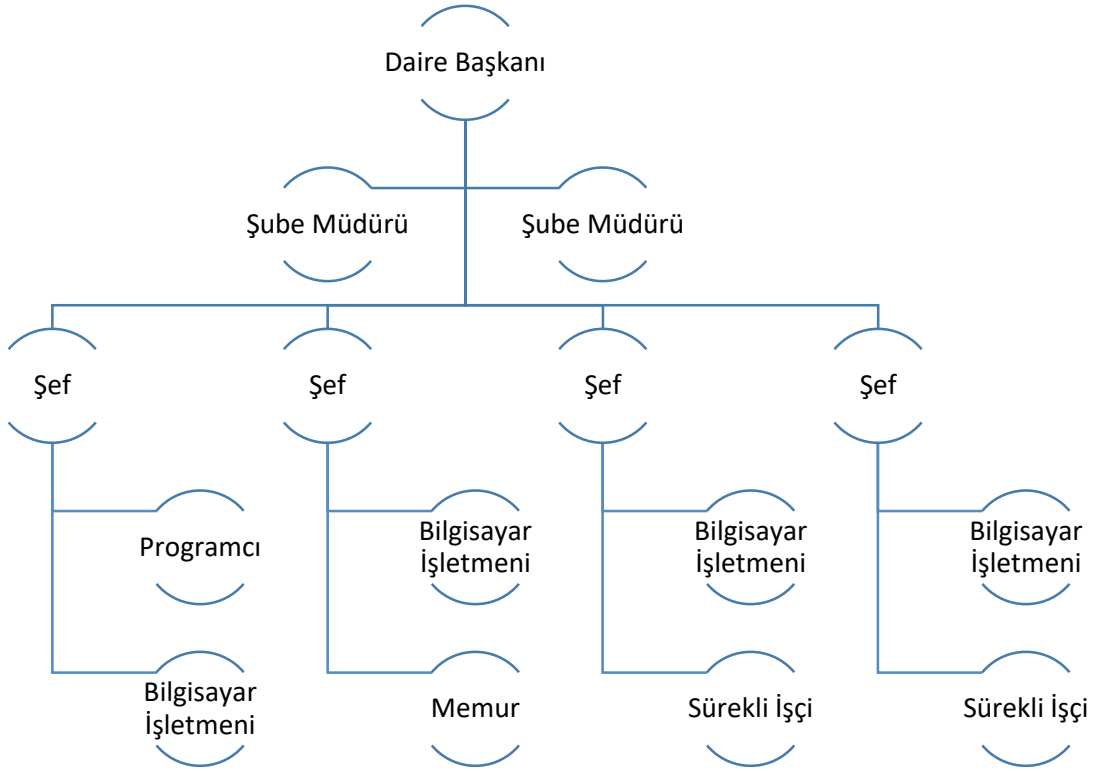 Daire Başkanı
Şube Müdürü
Şube Müdürü
Şef
Şef
Şef
Şef
Programcı
Bilgisayar
İşletmeni
Bilgisayar
İşletmeni
Bilgisayar
İşletmeni
Bilgisayar
İşletmeni
Memur
Sürekli İşçi
Sürekli İşçi